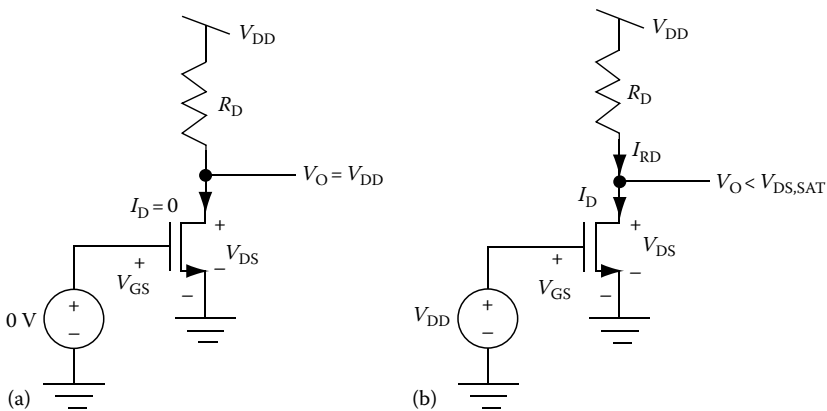 V_DD
R_D
V_O = V_DD
I_D = 0
+
V_DS
−
+
V_GS
−
0 V
+
−
(a)
V_DD
R_D
I_RD
V_O < V_DS,SAT
I_D
+
V_DS
−
+
V_GS
−
V_DD
+
−
(b)